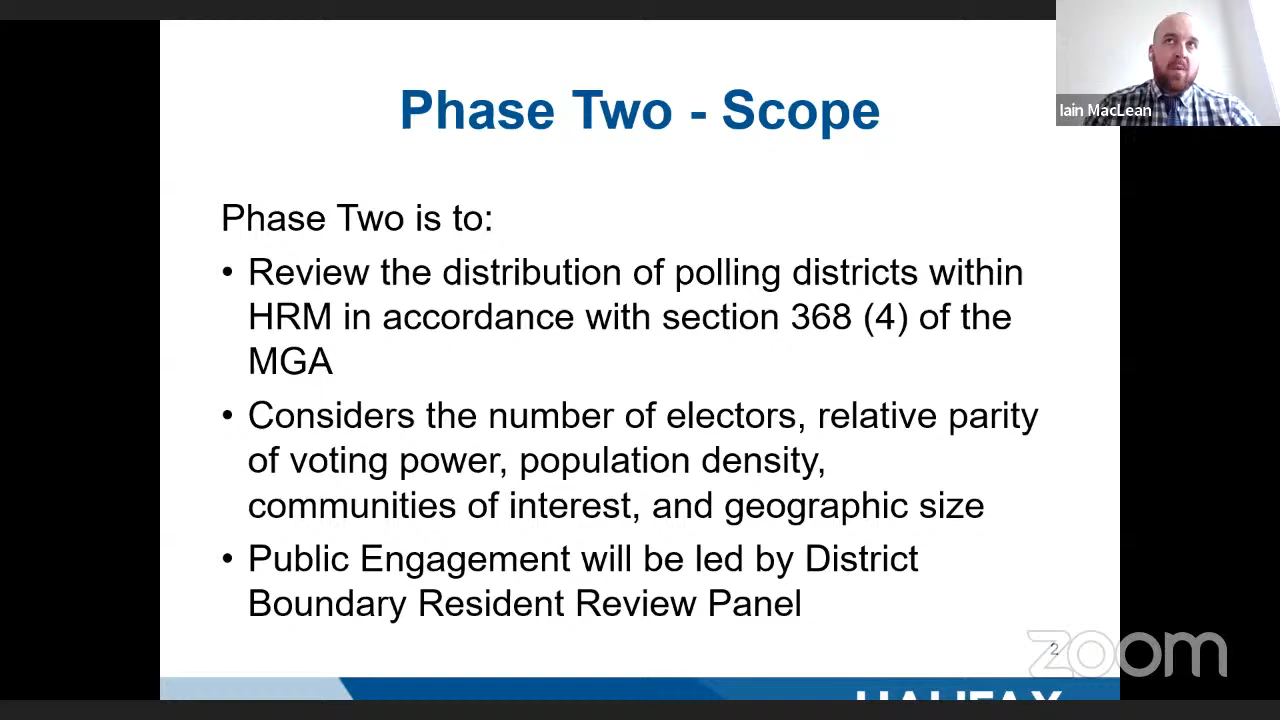 Phase Two - Scope
Iain MacLean
Phase Two is to:
• Review the distribution of polling districts within
HRM in accordance with section 368 (4) of the
MGA
• Considers the number of electors, relative parity
of voting power, population density,
communities of interest, and geographic size
• Public Engagement will be led by District
Boundary Resident Review Panel
2
zoom
HALIFAX